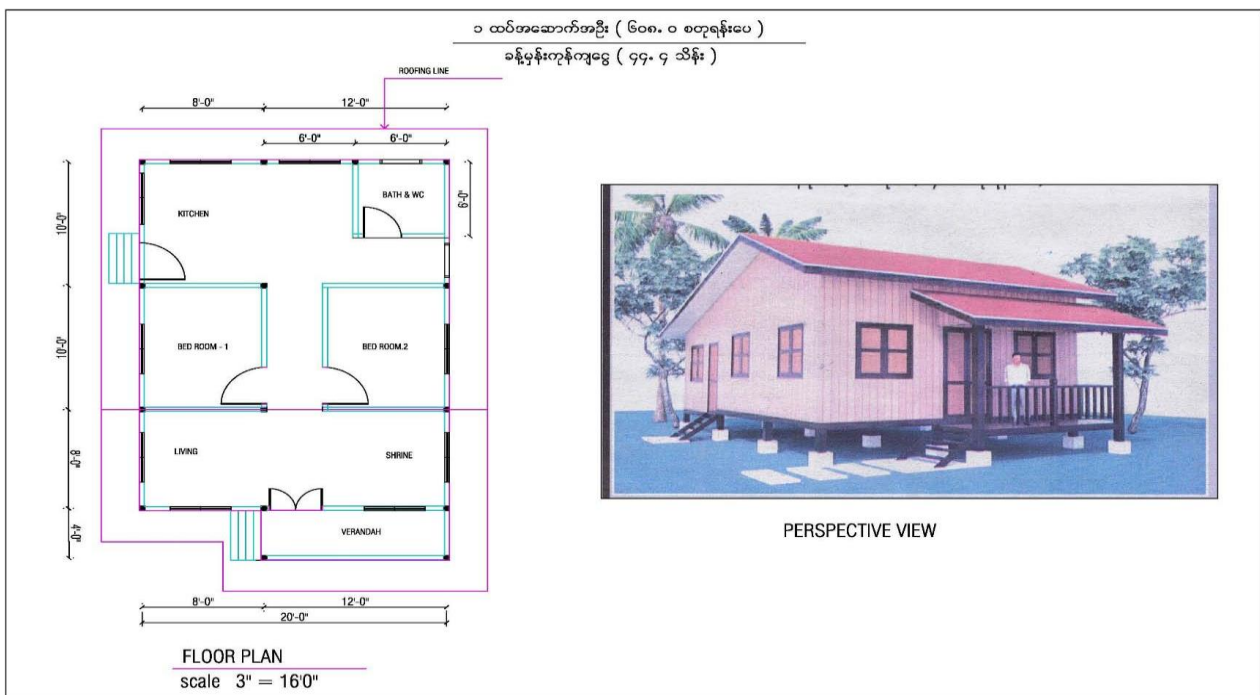 ၁ ထပ်အဆောက်အဦး ( ၆၀၈. ၀ စတုရန်းပေ )
ခန့်မှန်းကုန်ကျငွေ ( ၄၄. ၄ သိန်း )
ROOFING LINE
8'-0" 12'-0"
6'-0" 6'-0"
BATH & WC
6'-0"
KITCHEN
10'-0"
10'-0"
BED ROOM - 1
BED ROOM.2
LIVING
SHRINE
8'-0"
VERANDAH
4'-0"
8'-0" 12'-0"
20'-0"
FLOOR PLAN
scale 3" = 16'0"
PERSPECTIVE VIEW